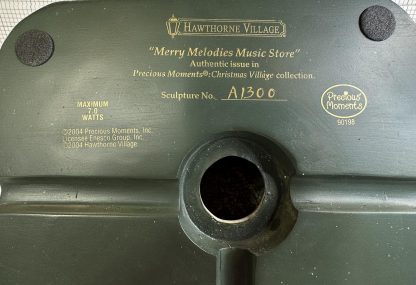 HAWTHORNE VILLAGE
"Merry Melodies Music Store"
Authentic issue in
Precious Moments®: Christmas Village collection.
Sculpture No. A1300
MAXIMUM
7.0
WATTS
©2004 Precious Moments, Inc.
Licensee Enesco Group, Inc.
©2004 Hawthorne Village
Precious
Moments
90198